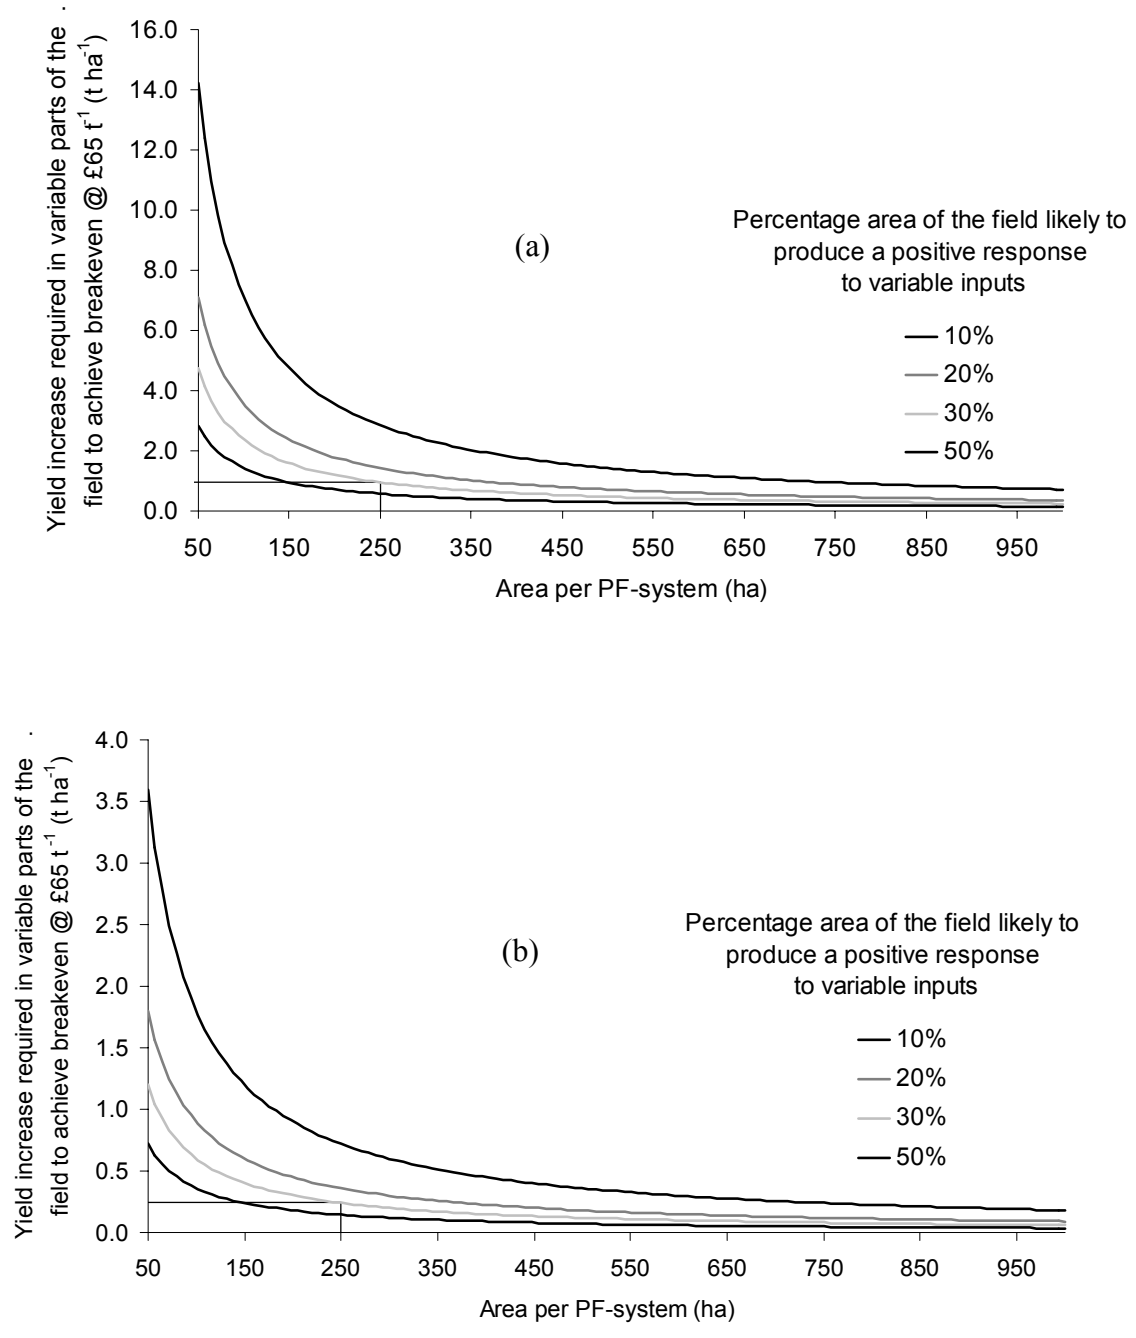 Yield increase required in variable parts of the .
field to achieve breakeven @ £65 t-1 (t ha-1)
16.0
14.0
12.0
10.0
8.0
6.0
4.0
2.0
0.0
(a)
Percentage area of the field likely to
produce a positive response
to variable inputs
10%
20%
30%
50%
50 150 250 350 450 550 650 750 850 950
Area per PF-system (ha)
Yield increase required in variable parts of the .
field to achieve breakeven @ £65 t -1 (t ha-1)
4.0
3.5
3.0
2.5
2.0
1.5
1.0
0.5
0.0
(b)
Percentage area of the field likely to
produce a positive response
to variable inputs
10%
20%
30%
50%
50 150 250 350 450 550 650 750 850 950
Area per PF-system (ha)